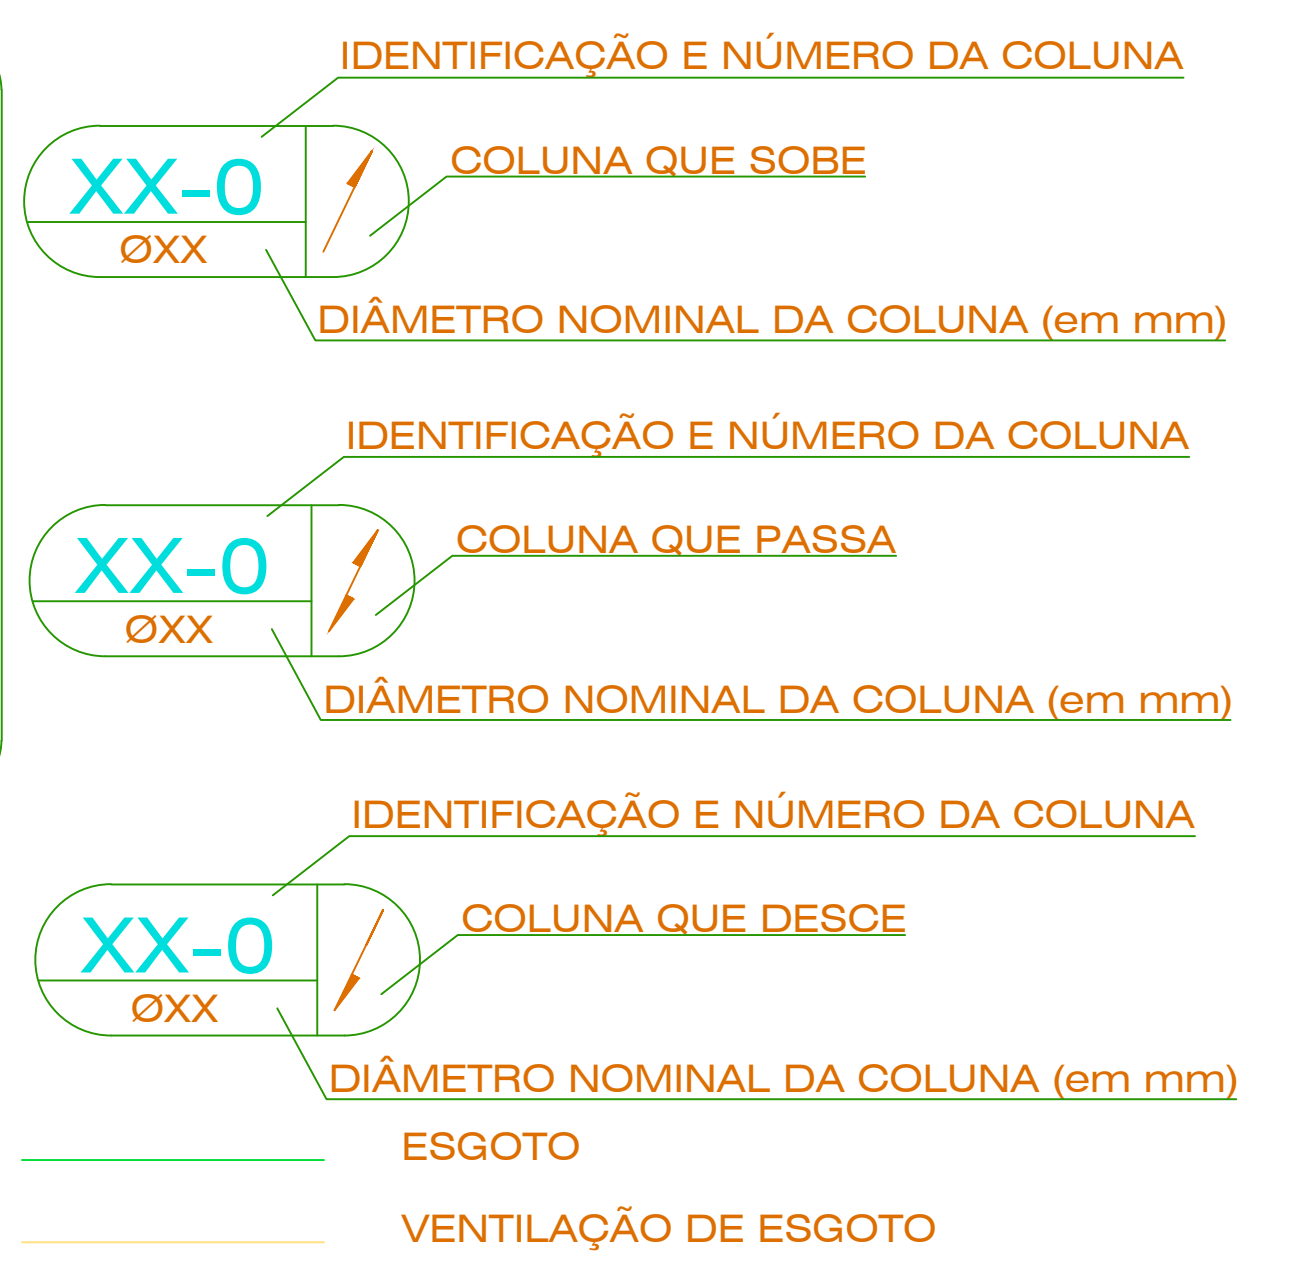 IDENTIFICAÇÃO E NÚMERO DA COLUNA
COLUNA QUE SOBE
XX-0
ØXX
DIÂMETRO NOMINAL DA COLUNA (em mm)
IDENTIFICAÇÃO E NÚMERO DA COLUNA
COLUNA QUE PASSA
XX-0
ØXX
DIÂMETRO NOMINAL DA COLUNA (em mm)
IDENTIFICAÇÃO E NÚMERO DA COLUNA
COLUNA QUE DESCE
XX-0
ØXX
DIÂMETRO NOMINAL DA COLUNA (em mm)
ESGOTO
VENTILAÇÃO DE ESGOTO